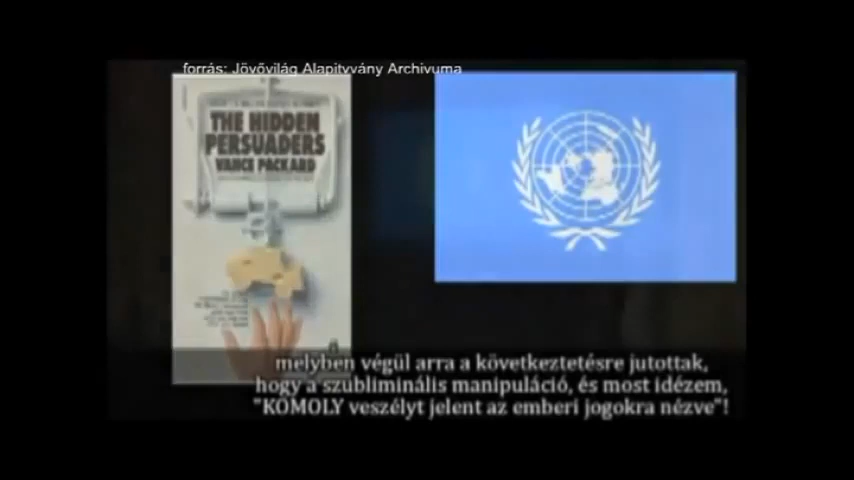 forrás: Jövővilág Alapitvány Archivuma
THE HIDDEN
PERSUADERS
VANCE PACKARD
melyben végül arra a következtetésre jutottak,
hogy a szubliminális manipuláció, és most idézem,
"KOMOLY veszélyt jelent az emberi jogokra nézve"!